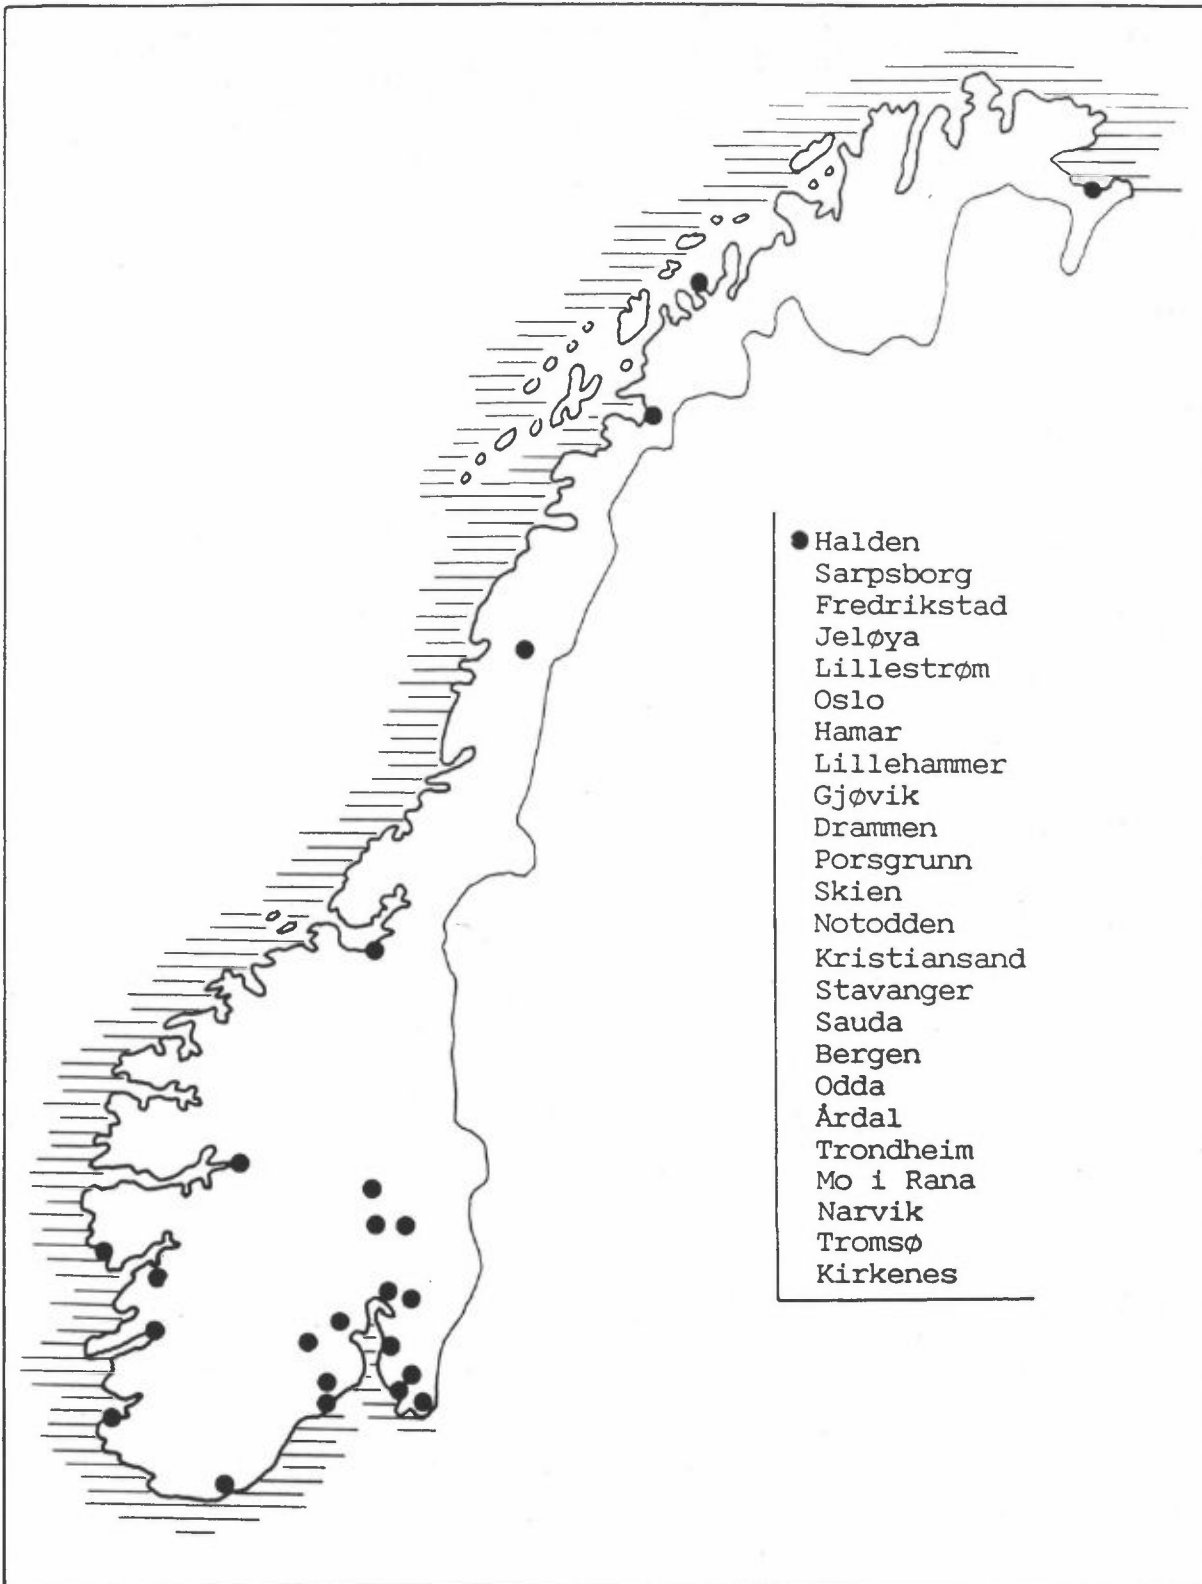 Halden
Sarpsborg
Fredrikstad
Jeløya
Lillestrøm
Oslo
Hamar
Lillehammer
Gjøvik
Drammen
Porsgrunn
Skien
Notodden
Kristiansand
Stavanger
Sauda
Bergen
Odda
Årdal
Trondheim
Mo i Rana
Narvik
Tromsø
Kirkenes